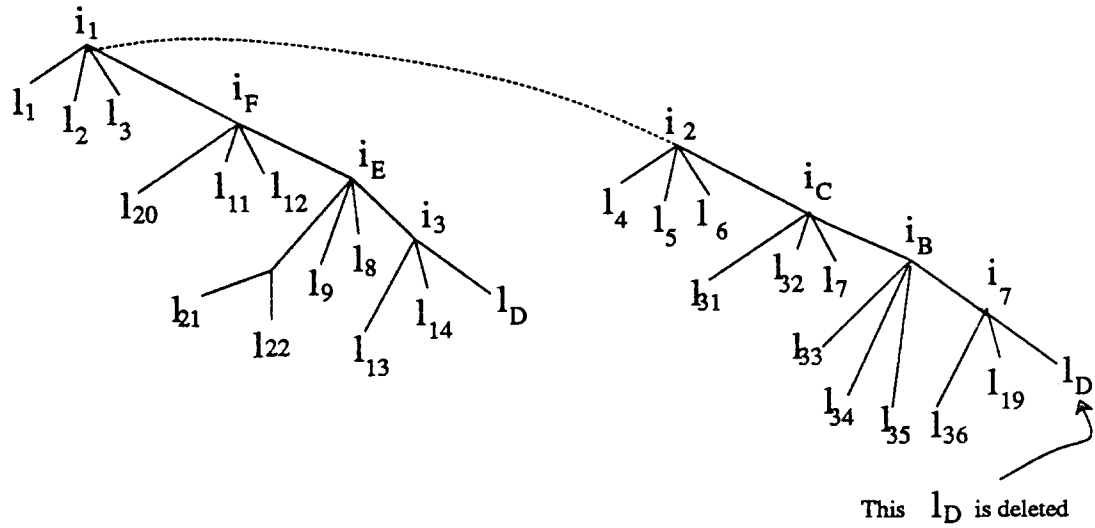 i1
iF
i2
l1
l2
l3
iE
iC
l20
l11
l12
i3
l4
l5
l6
iB
l31
l32
l7
i7
l21
l22
l9
l8
l13
l14
lD
l33
l34
l35
l36
l19
lD
This lD is deleted